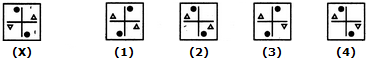 (X) (1) (2) (3) (4)